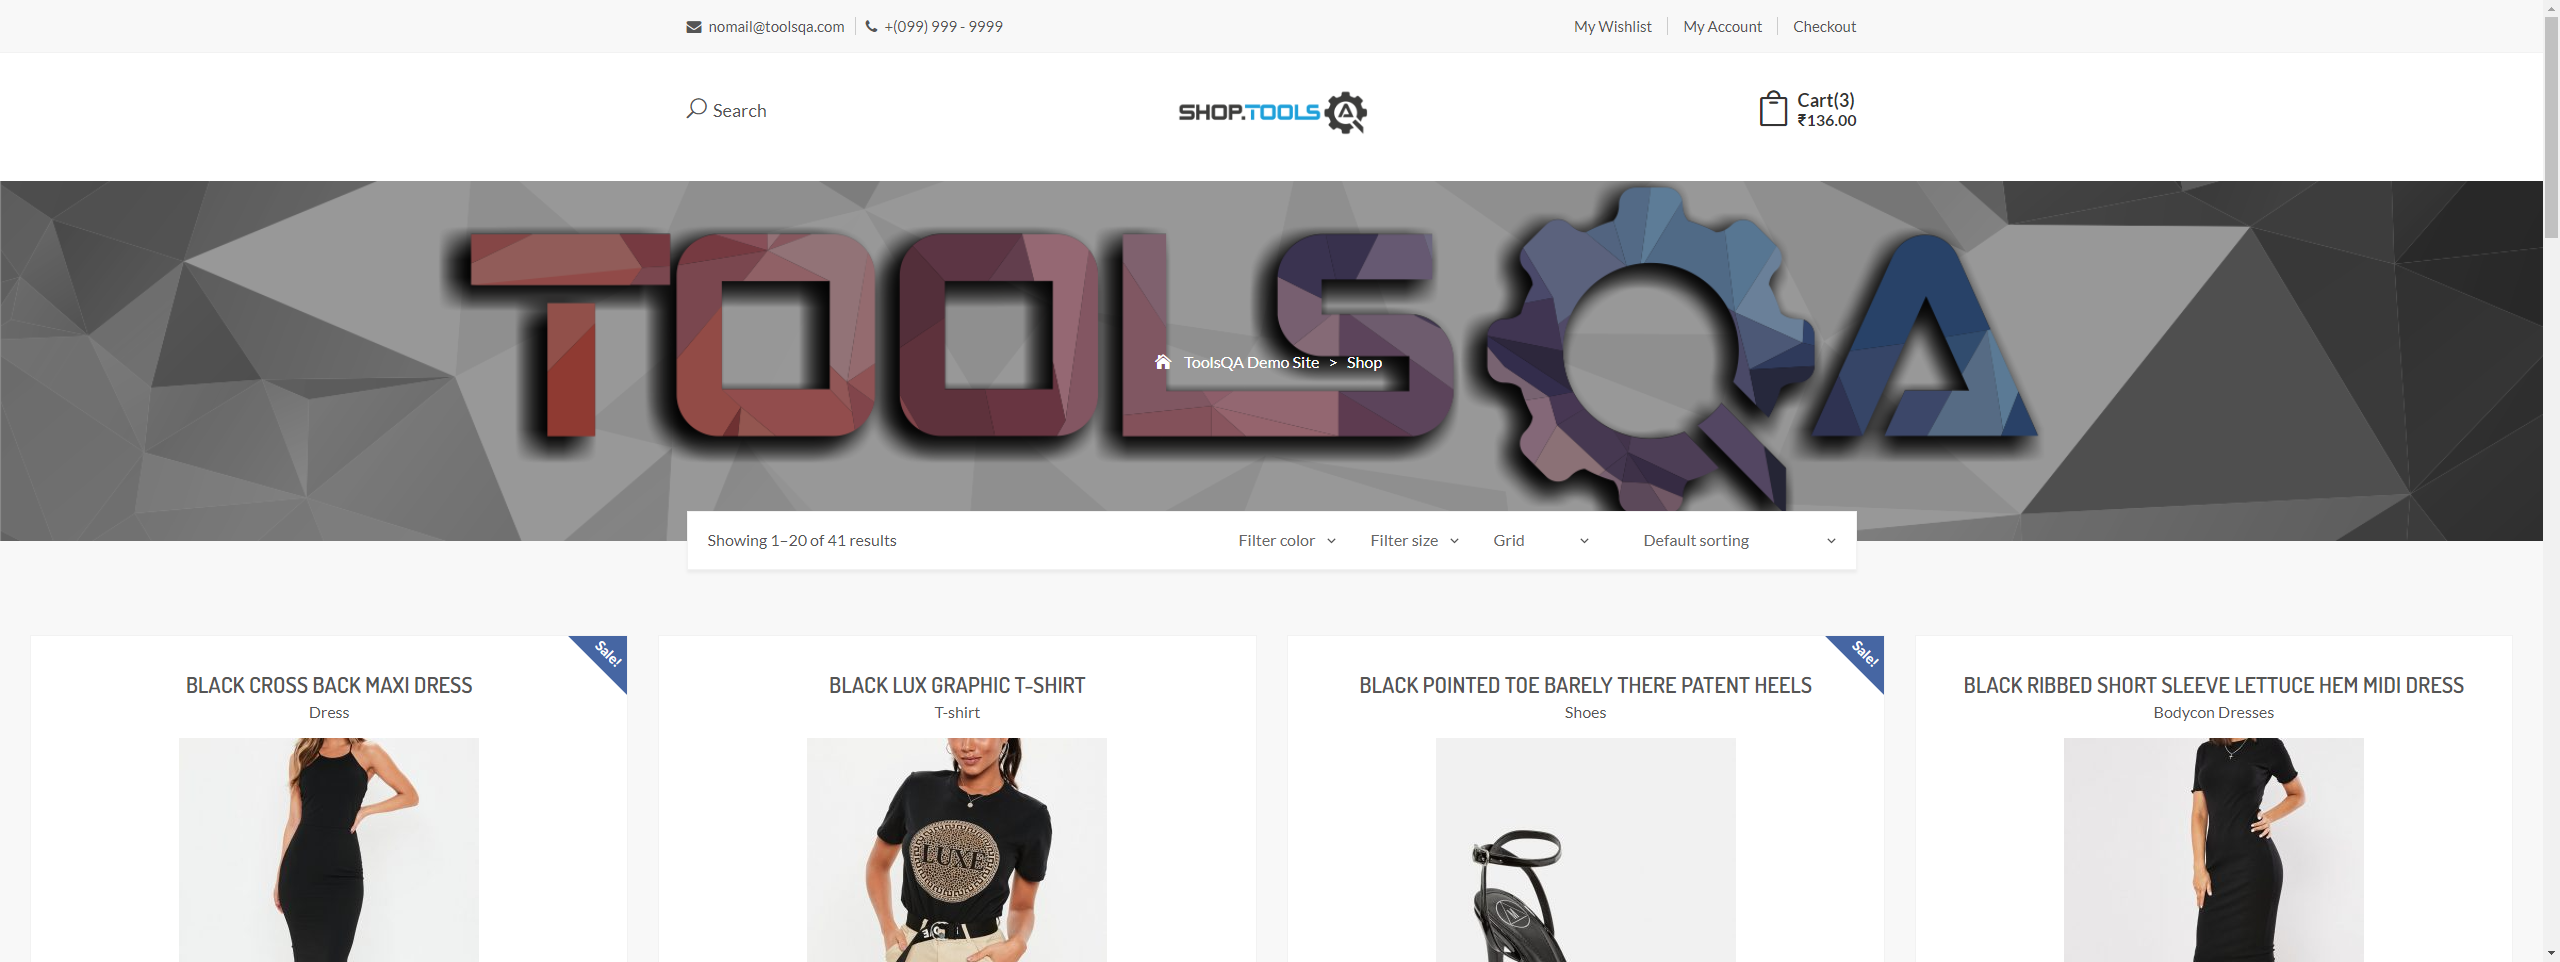 nomail@toolsqa.com
+(099) 999 - 9999
My Wishlist
My Account
Checkout
Search
SHOP.TOOLSQA
Cart(3)
₹136.00
TOOLSQA
ToolsQA Demo Site > Shop
Showing 1–20 of 41 results
Filter color
Filter size
Grid
Default sorting
Sale!
BLACK CROSS BACK MAXI DRESS
Dress
BLACK LUX GRAPHIC T-SHIRT
T-shirt
LUXE
Sale!
BLACK POINTED TOE BARELY THERE PATENT HEELS
Shoes
BLACK RIBBED SHORT SLEEVE LETTUCE HEM MIDI DRESS
Bodycon Dresses